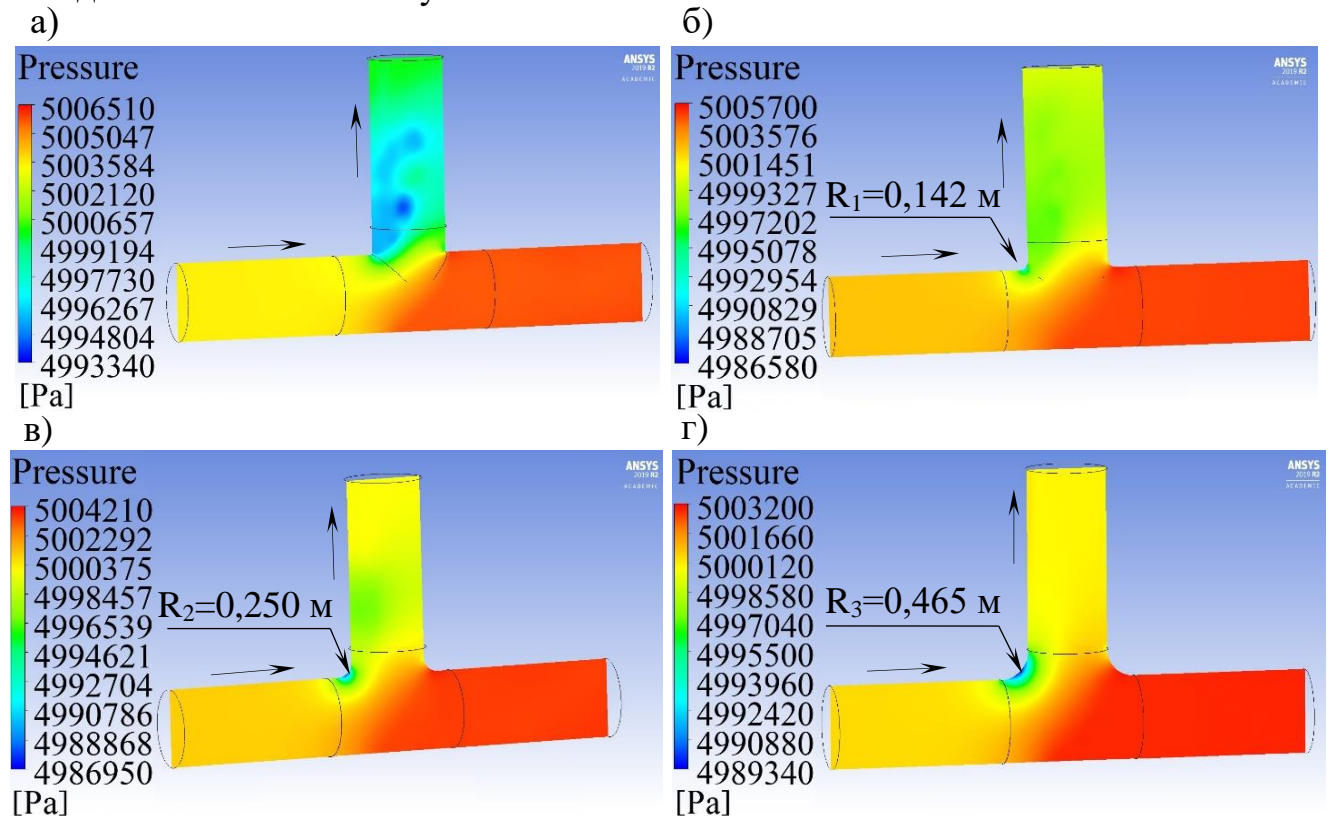 а)
Pressure
5006510
5005047
5003584
5002120
5000657
4999194
4997730
4996267
4994804
4993340
[Pa]
ANSYS
2019 R2
ACADEMIC
б)
Pressure
5005700
5003576
5001451
4999327
4997202
4995078
4992954
4990829
4988705
4986580
[Pa]
R₁=0,142 м
ANSYS
2019 R2
ACADEMIC
в)
Pressure
5004210
5002292
5000375
4998457
4996539
4994621
4992704
4990786
4988868
4986950
[Pa]
R₂=0,250 м
ANSYS
2019 R2
ACADEMIC
г)
Pressure
5003200
5001660
5000120
4998580
4997040
4995500
4993960
4992420
4990880
4989340
[Pa]
R₃=0,465 м
ANSYS
2019 R2
ACADEMIC